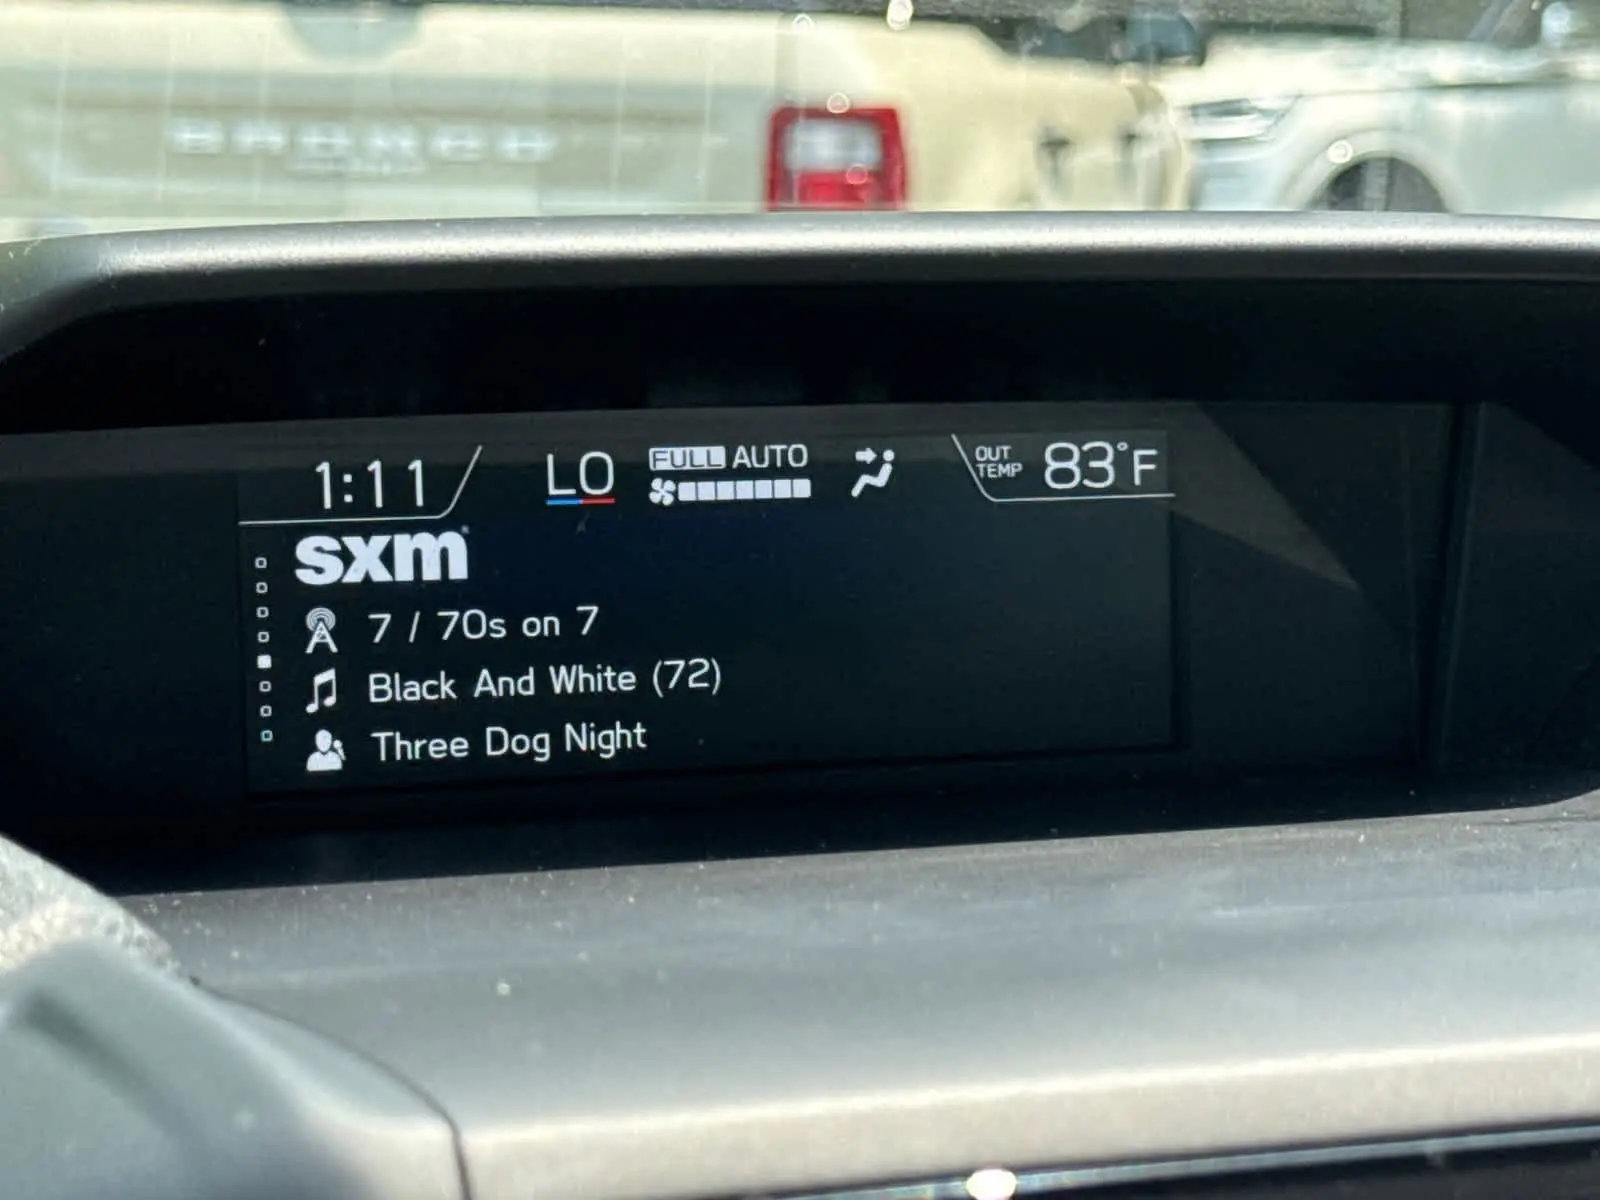 BRONCO
1:11
LO
FULL AUTO
OUT TEMP 83°F
sxm
7 / 70s on 7
Black And White (72)
Three Dog Night